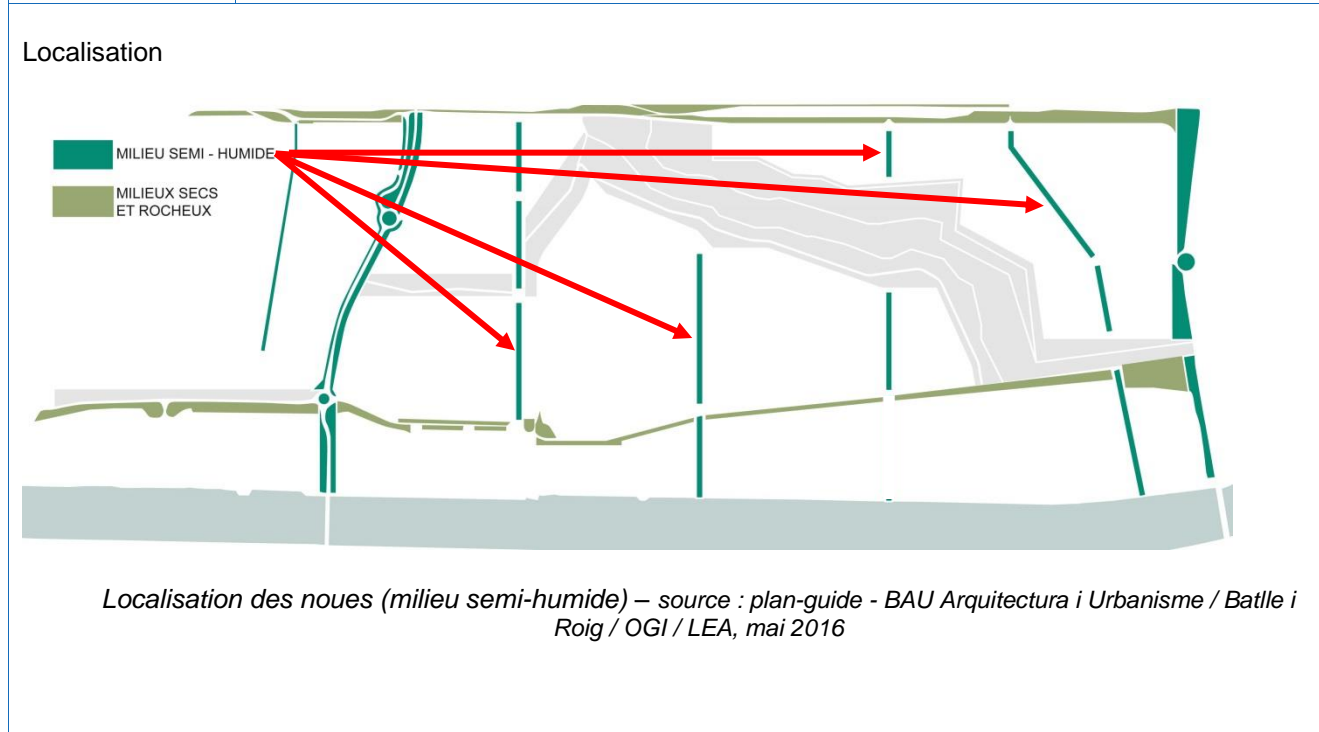 Localisation
MILIEU SEMI - HUMIDE
MILIEUX SECS
ET ROCHEUX
Localisation des noues (milieu semi-humide) – source : plan-guide - BAU Arquitectura i Urbanisme / Batlle i
Roig / OGI / LEA, mai 2016